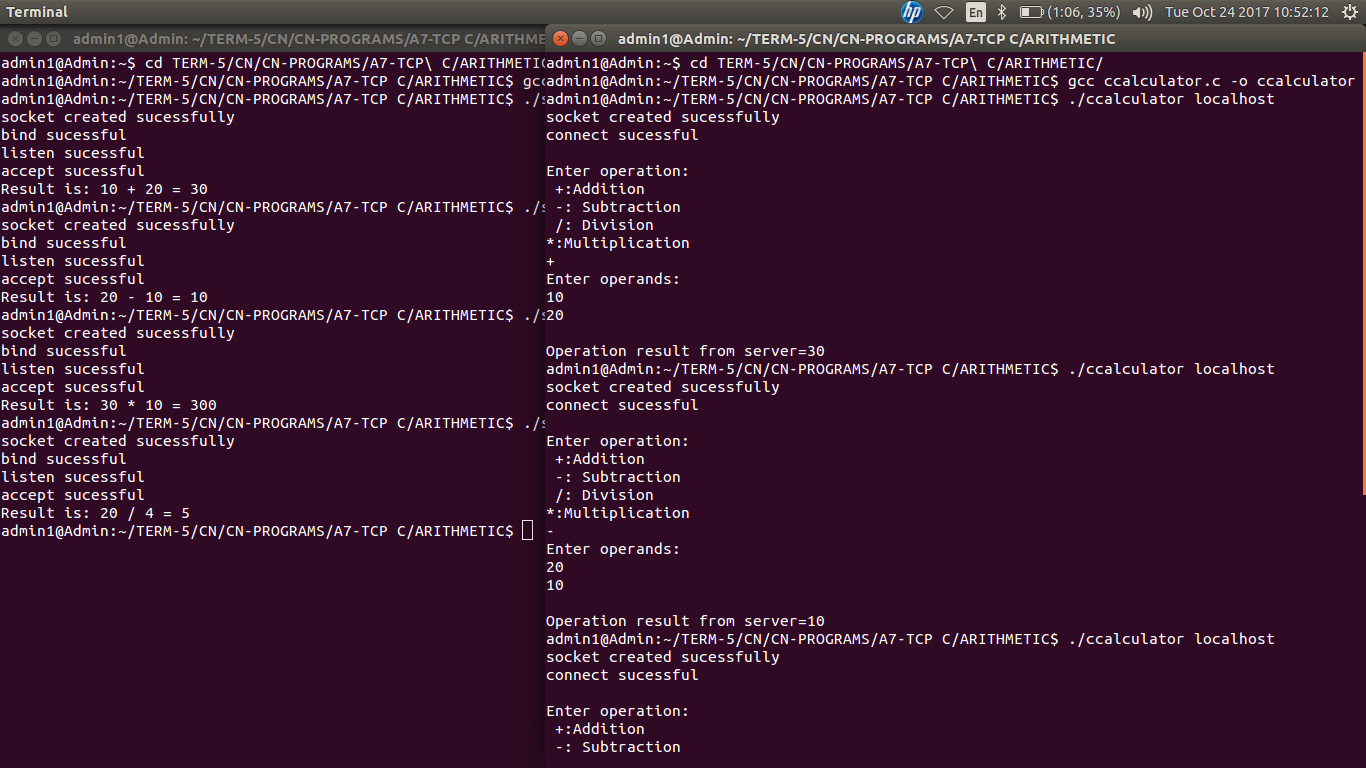 Terminal
hp
En
(1:06, 35%)
Tue Oct 24 2017 10:52:12
admin1@Admin: ~/TERM-5/CN/CN-PROGRAMS/A7-TCP C/ARITHME
admin1@Admin:~$ cd TERM-5/CN/CN-PROGRAMS/A7-TCP\ C/ARITHMETIC
admin1@Admin:~/TERM-5/CN/CN-PROGRAMS/A7-TCP C/ARITHMETIC$ gcc
admin1@Admin:~/TERM-5/CN/CN-PROGRAMS/A7-TCP C/ARITHMETIC$ ./s
socket created sucessfully
bind sucessful
listen sucessful
accept sucessful
Result is: 10 + 20 = 30
admin1@Admin:~/TERM-5/CN/CN-PROGRAMS/A7-TCP C/ARITHMETIC$ ./s
socket created sucessfully
bind sucessful
listen sucessful
accept sucessful
Result is: 20 - 10 = 10
admin1@Admin:~/TERM-5/CN/CN-PROGRAMS/A7-TCP C/ARITHMETIC$ ./s
socket created sucessfully
bind sucessful
listen sucessful
accept sucessful
Result is: 30 * 10 = 300
admin1@Admin:~/TERM-5/CN/CN-PROGRAMS/A7-TCP C/ARITHMETIC$ ./s
socket created sucessfully
bind sucessful
listen sucessful
accept sucessful
Result is: 20 / 4 = 5
admin1@Admin:~/TERM-5/CN/CN-PROGRAMS/A7-TCP C/ARITHMETIC$
admin1@Admin: ~/TERM-5/CN/CN-PROGRAMS/A7-TCP C/ARITHMETIC
admin1@Admin:~$ cd TERM-5/CN/CN-PROGRAMS/A7-TCP\ C/ARITHMETIC/
admin1@Admin:~/TERM-5/CN/CN-PROGRAMS/A7-TCP C/ARITHMETIC$ gcc ccalculator.c -o ccalculator
admin1@Admin:~/TERM-5/CN/CN-PROGRAMS/A7-TCP C/ARITHMETIC$ ./ccalculator localhost
socket created sucessfully
connect sucessful
Enter operation:
+:Addition
-: Subtraction
/: Division
*:Multiplication
+
Enter operands:
10
20
Operation result from server=30
admin1@Admin:~/TERM-5/CN/CN-PROGRAMS/A7-TCP C/ARITHMETIC$ ./ccalculator localhost
socket created sucessfully
connect sucessful
Enter operation:
+:Addition
-: Subtraction
/: Division
*:Multiplication
-
Enter operands:
20
10
Operation result from server=10
admin1@Admin:~/TERM-5/CN/CN-PROGRAMS/A7-TCP C/ARITHMETIC$ ./ccalculator localhost
socket created sucessfully
connect sucessful
Enter operation:
+:Addition
-: Subtraction